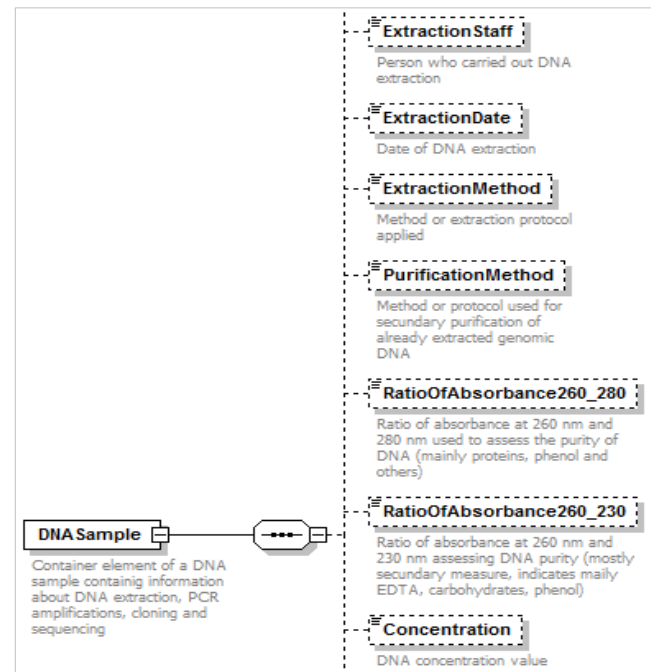 ExtractionStaff
Person who carried out DNA
extraction
ExtractionDate
Date of DNA extraction
ExtractionMethod
Method or extraction protocol
applied
PurificationMethod
Method or protocol used for
secundary purification of
already extracted genomic
DNA
RatioOfAbsorbance260_280
Ratio of absorbance at 260 nm and
280 nm used to assess the purity of
DNA (mainly proteins, phenol and
others)
DNASample
Container element of a DNA
sample containig information
about DNA extraction, PCR
amplifications, cloning and
sequencing
RatioOfAbsorbance260_230
Ratio of absorbance at 260 nm and
230 nm assessing DNA purity (mostly
secundary measure, indicates maily
EDTA, carbohydrates, phenol)
Concentration
DNA concentration value